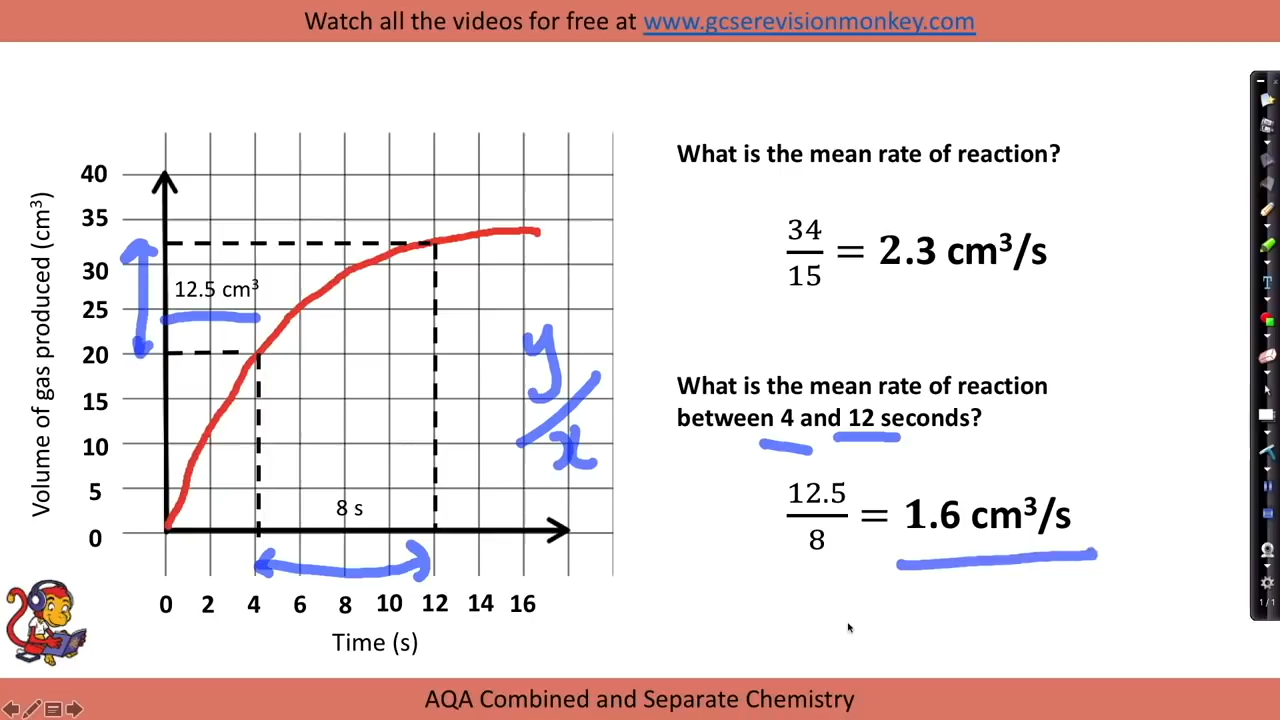 Watch all the videos for free at www.gcserevisionmonkey.com
Volume of gas produced (cm³)
40
35
30
25
20
15
10
5
0
12.5 cm³
8 s
y/x
0 2 4 6 8 10 12 14 16
Time (s)
What is the mean rate of reaction?
34/15 = 2.3 cm³/s
What is the mean rate of reaction
between 4 and 12 seconds?
12.5/8 = 1.6 cm³/s
1/1
AQA Combined and Separate Chemistry